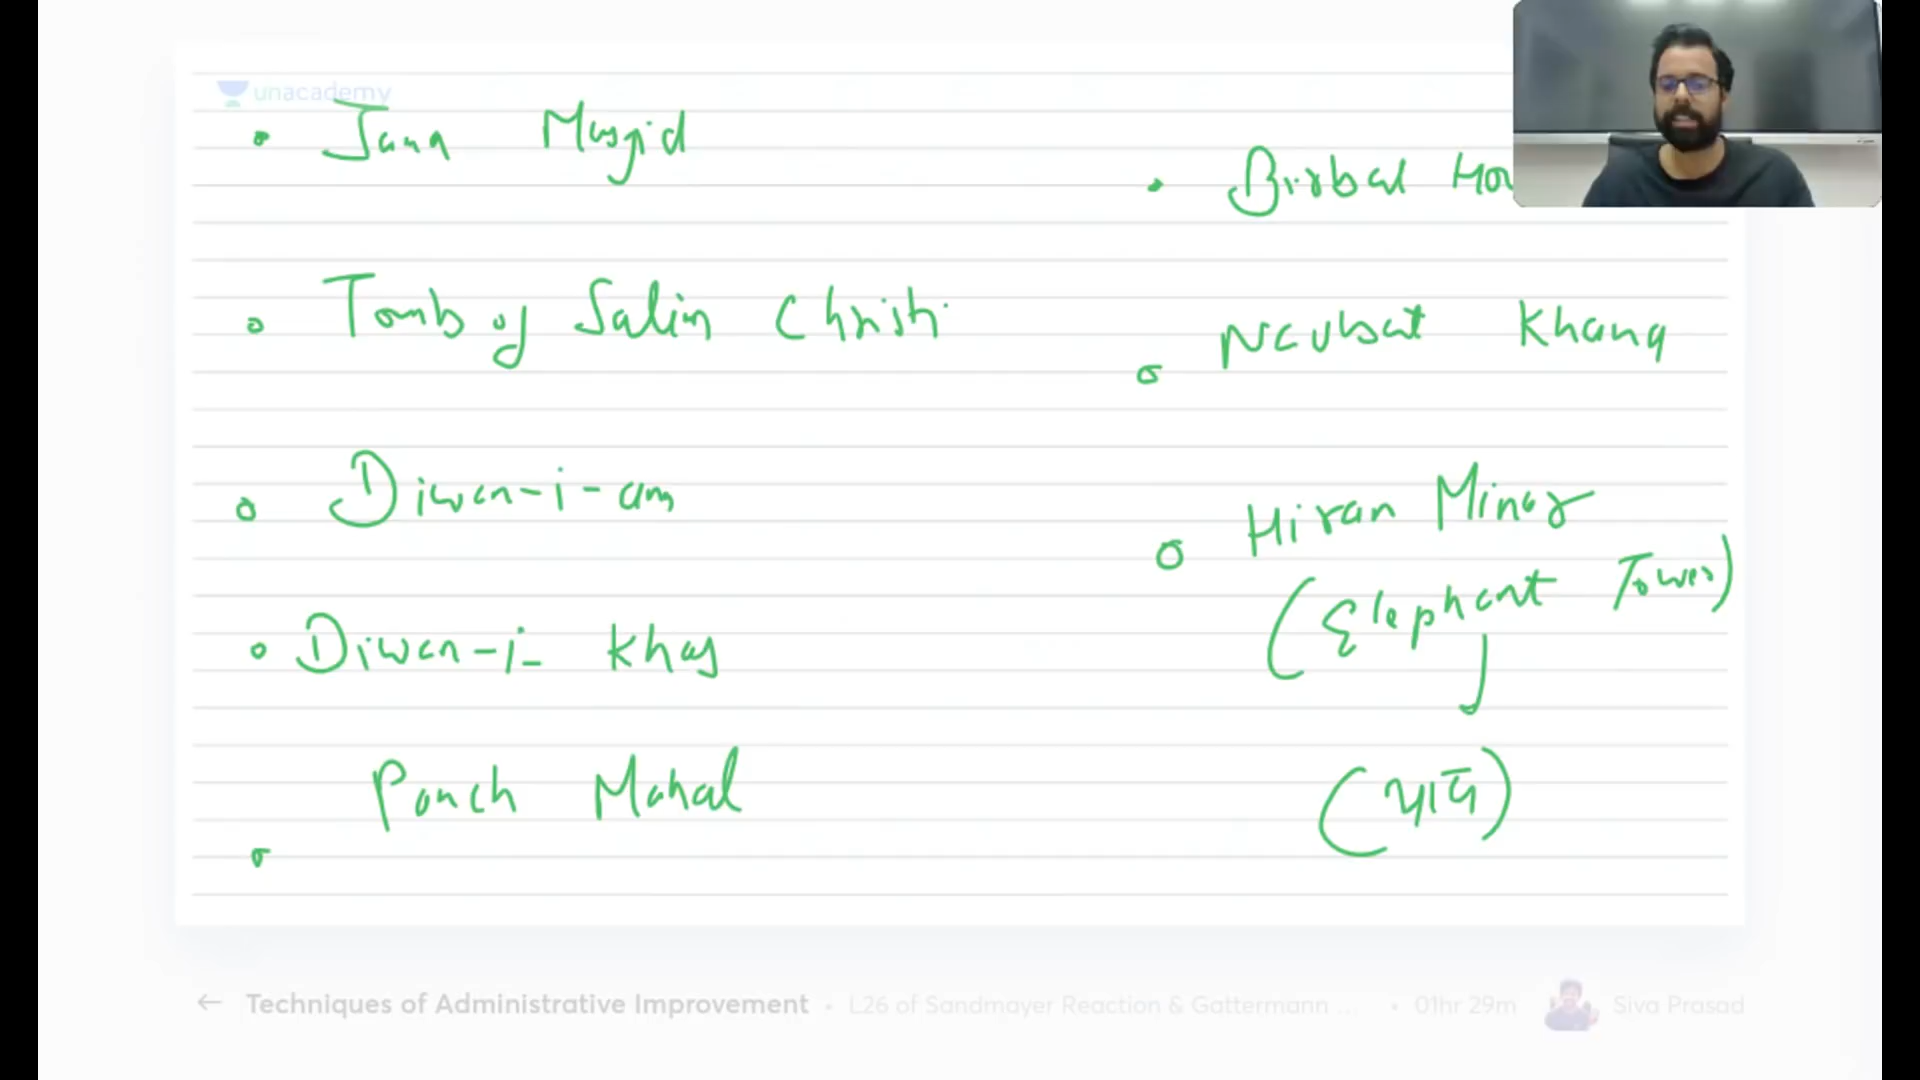 unacademy
Jama Masjid
Tomb of Salim Chisti
Diwan-i-am
Diwan-i-Khas
Panch Mahal
Birbal Hou
Naubat Khana
Hiran Minar
(Elephant Tower)
← Techniques of Administrative Improvement • L26 of Sandmayer Reaction & Gattermann ... • 01hr 29m Siva Prasad